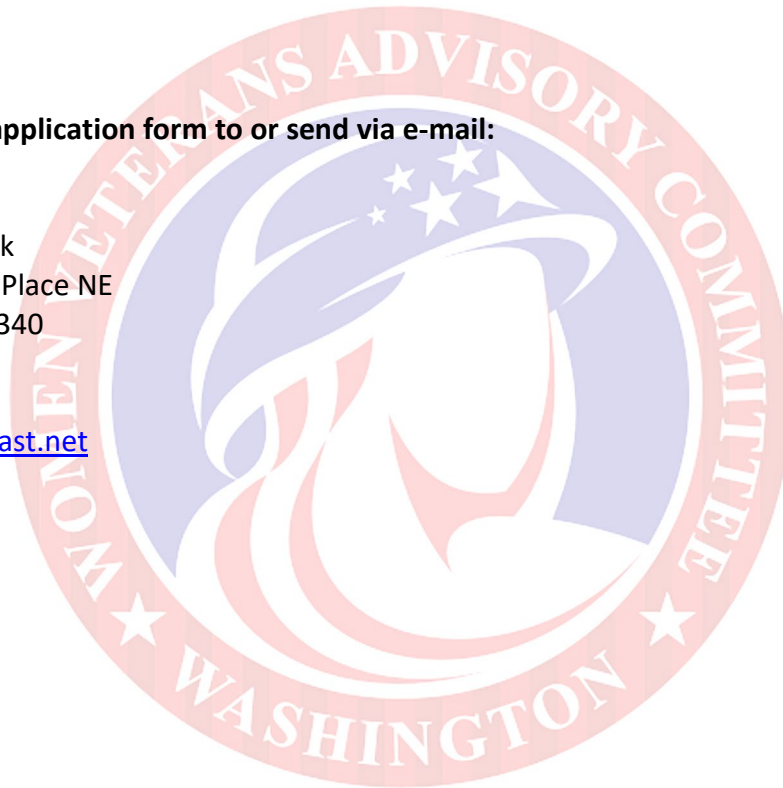 application form to or send via e-mail:
k
Place NE
340
ast.net
WOMEN VETERANS ADVISORY COMMITTEE
★ WASHINGTON ★